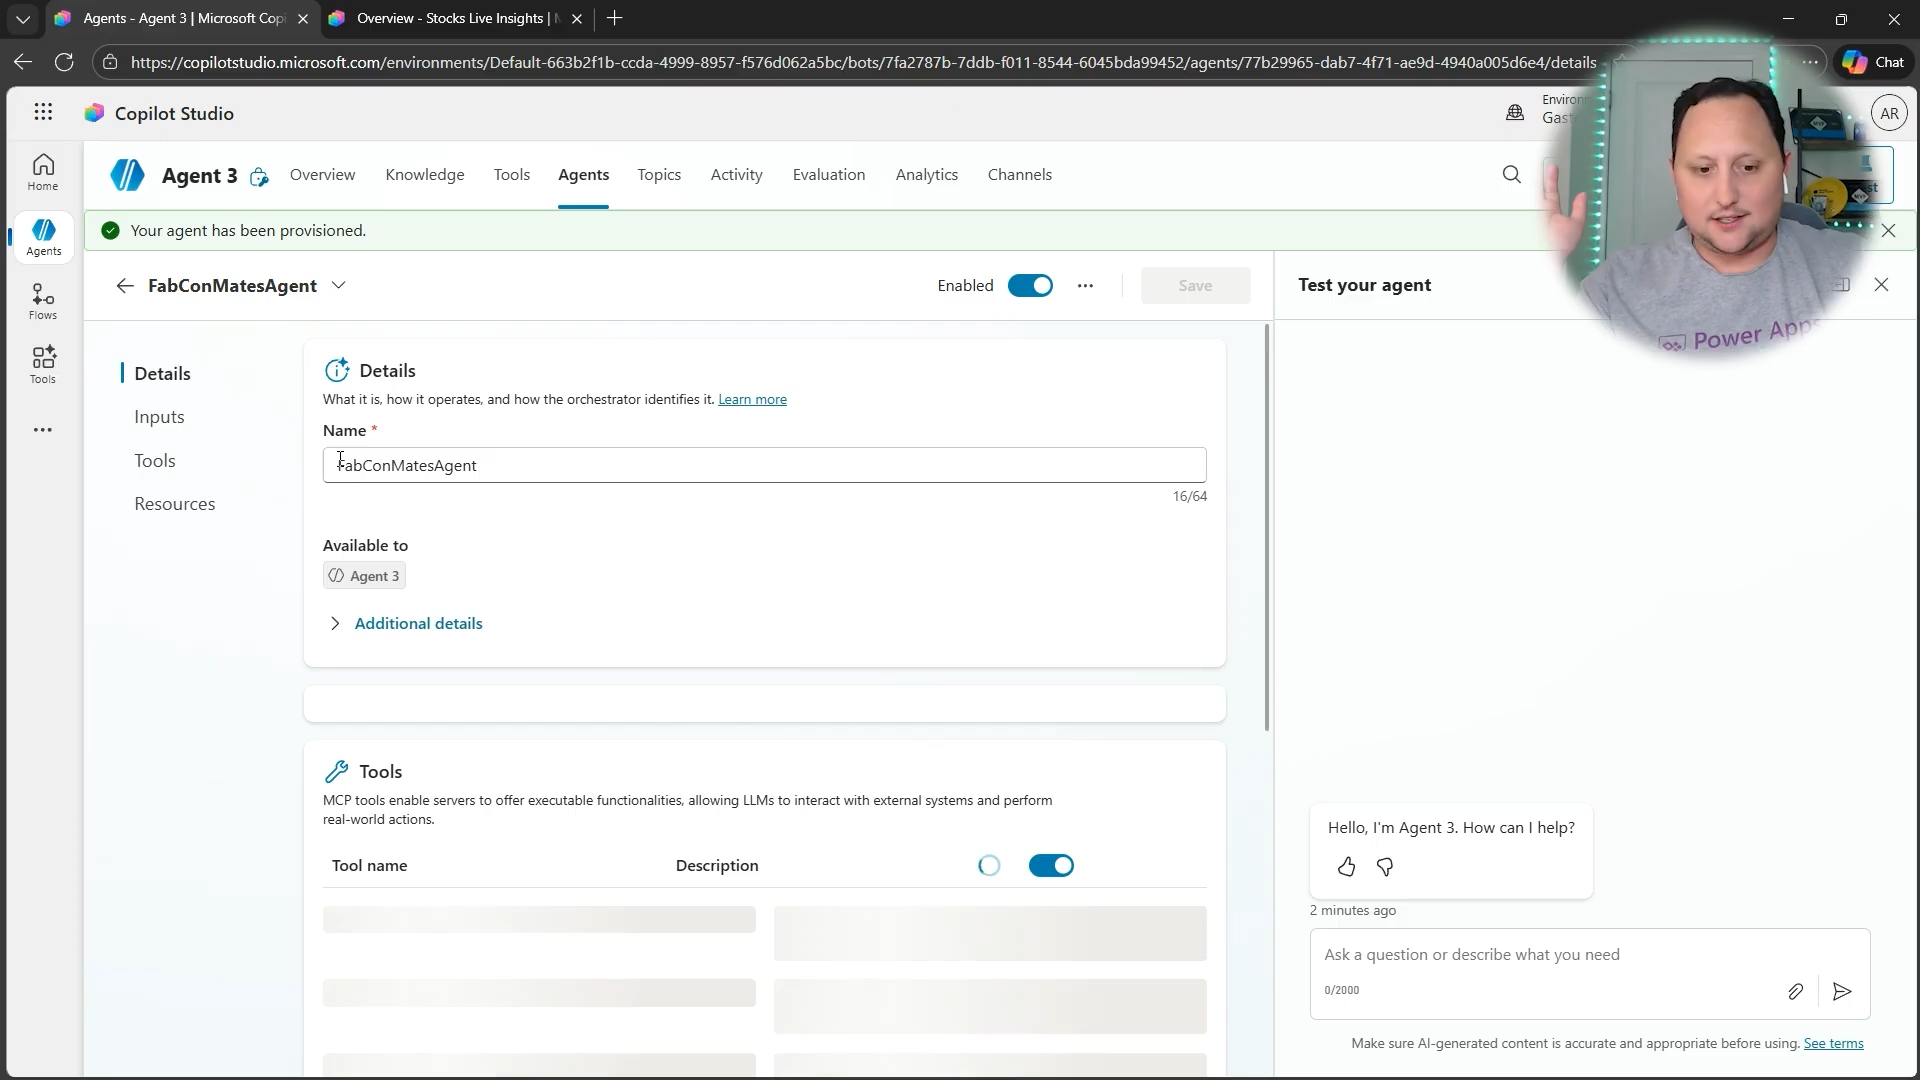 Agents - Agent 3 | Microsoft Copi
Overview - Stocks Live Insights |
https://copilotstudio.microsoft.com/environments/Default-663b2f1b-ccda-4999-8957-f576d062a5bc/bots/7fa2787b-7ddb-f011-8544-6045bda99452/agents/77b29965-dab7-4f71-ae9d-4940a005d6e4/details
Chat
Copilot Studio
AR
Home
Agents
Flows
Tools
Agent 3
Overview
Knowledge
Tools
Agents
Topics
Activity
Evaluation
Analytics
Channels
Your agent has been provisioned.
FabConMatesAgent
Enabled
Save
Details
Inputs
Tools
Resources
Details
What it is, how it operates, and how the orchestrator identifies it. Learn more
Name *
FabConMatesAgent
16/64
Available to
Agent 3
Additional details
Tools
MCP tools enable servers to offer executable functionalities, allowing LLMs to interact with external systems and perform
real-world actions.
Tool name
Description
Test your agent
Power Apps
Hello, I'm Agent 3. How can I help?
2 minutes ago
Ask a question or describe what you need
0/2000
Make sure AI-generated content is accurate and appropriate before using. See terms